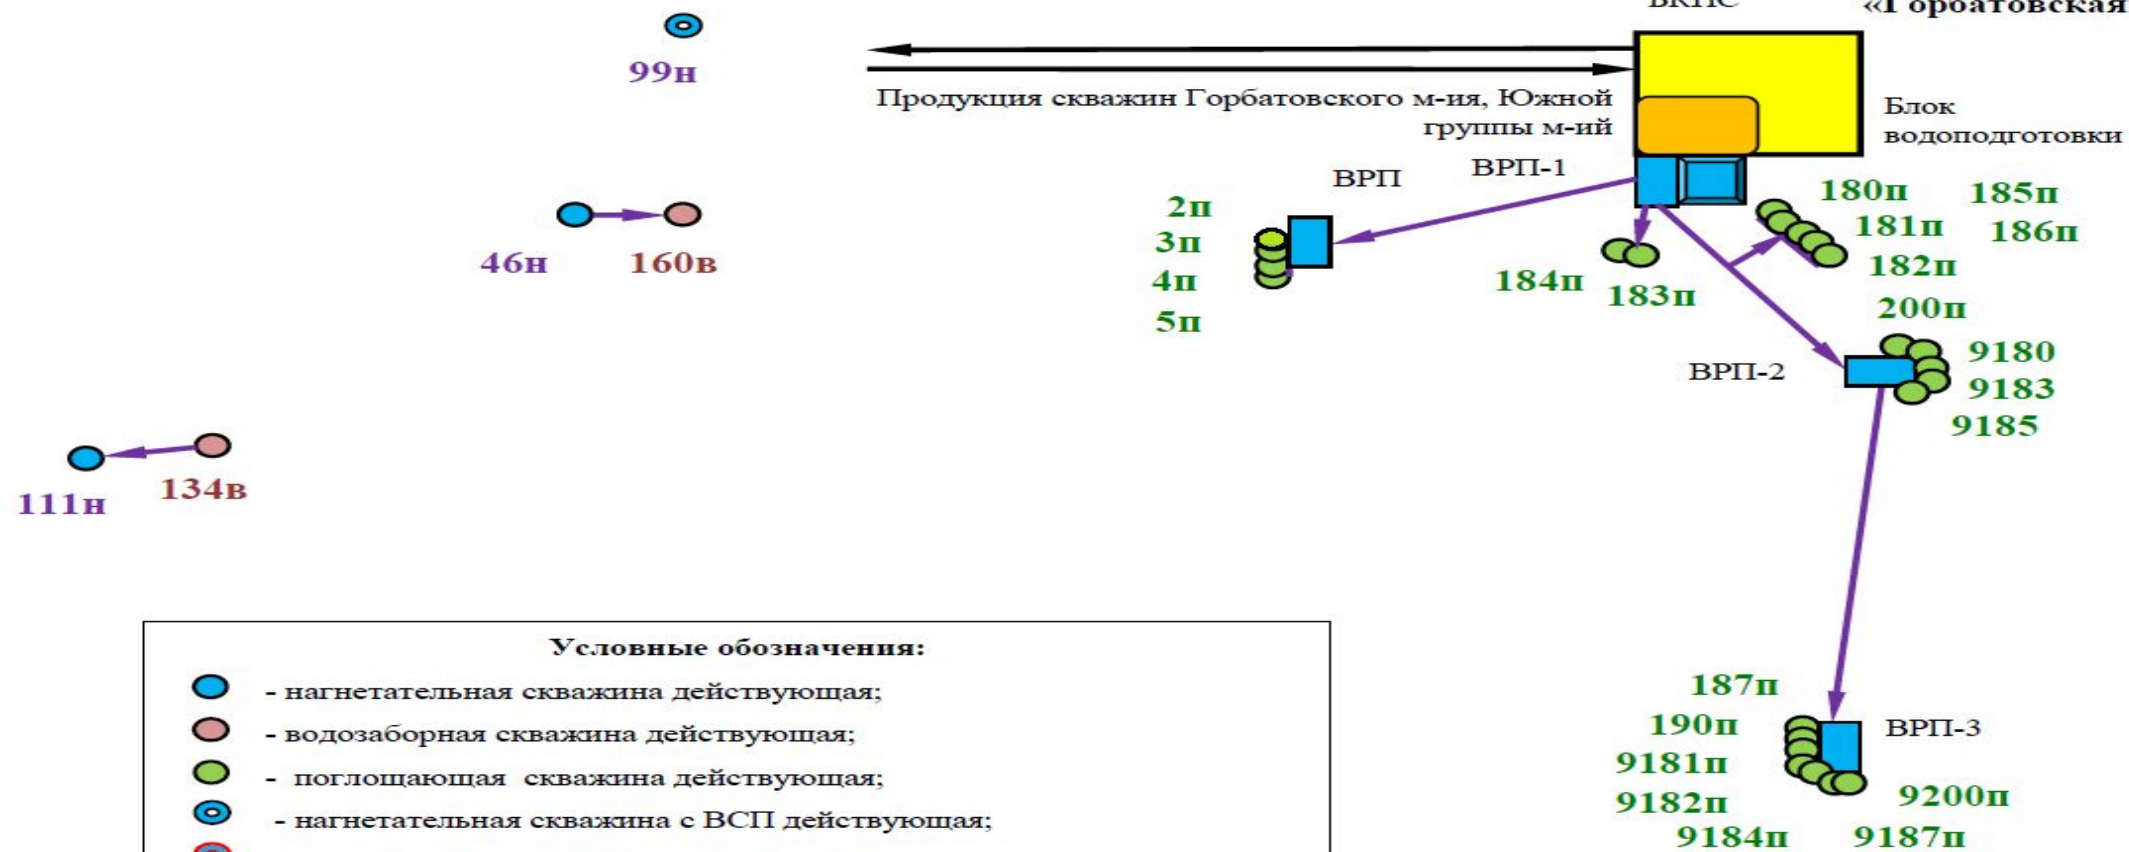 БКНС
«Горбатовская
99н
Продукция скважин Горбатовского м-ия, Южной
группы м-ий
Блок
водоподготовки
ВРП
ВРП-1
180п
185п
2п
181п
186п
3п
46н
160в
182п
4п
184п
183п
200п
5п
9180
ВРП-2
9183
9185
111н
134в
Условные обозначения:
- нагнетательная скважина действующая;
- водозаборная скважина действующая;
- поглощающая скважина действующая;
- нагнетательная скважина с ВСП действующая;
187п
190п
ВРП-3
9181п
9182п
9200п
9184п
9187п